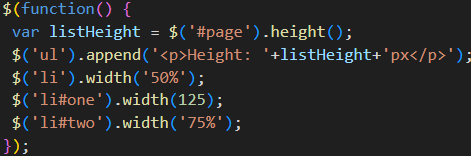 $(function() {
 var listHeight = $('#page').height();
 $('ul').append('<p>Height: '+listHeight+'px</p>');
 $('li').width('50%');
 $('li#one').width(125);
 $('li#two').width('75%');
});